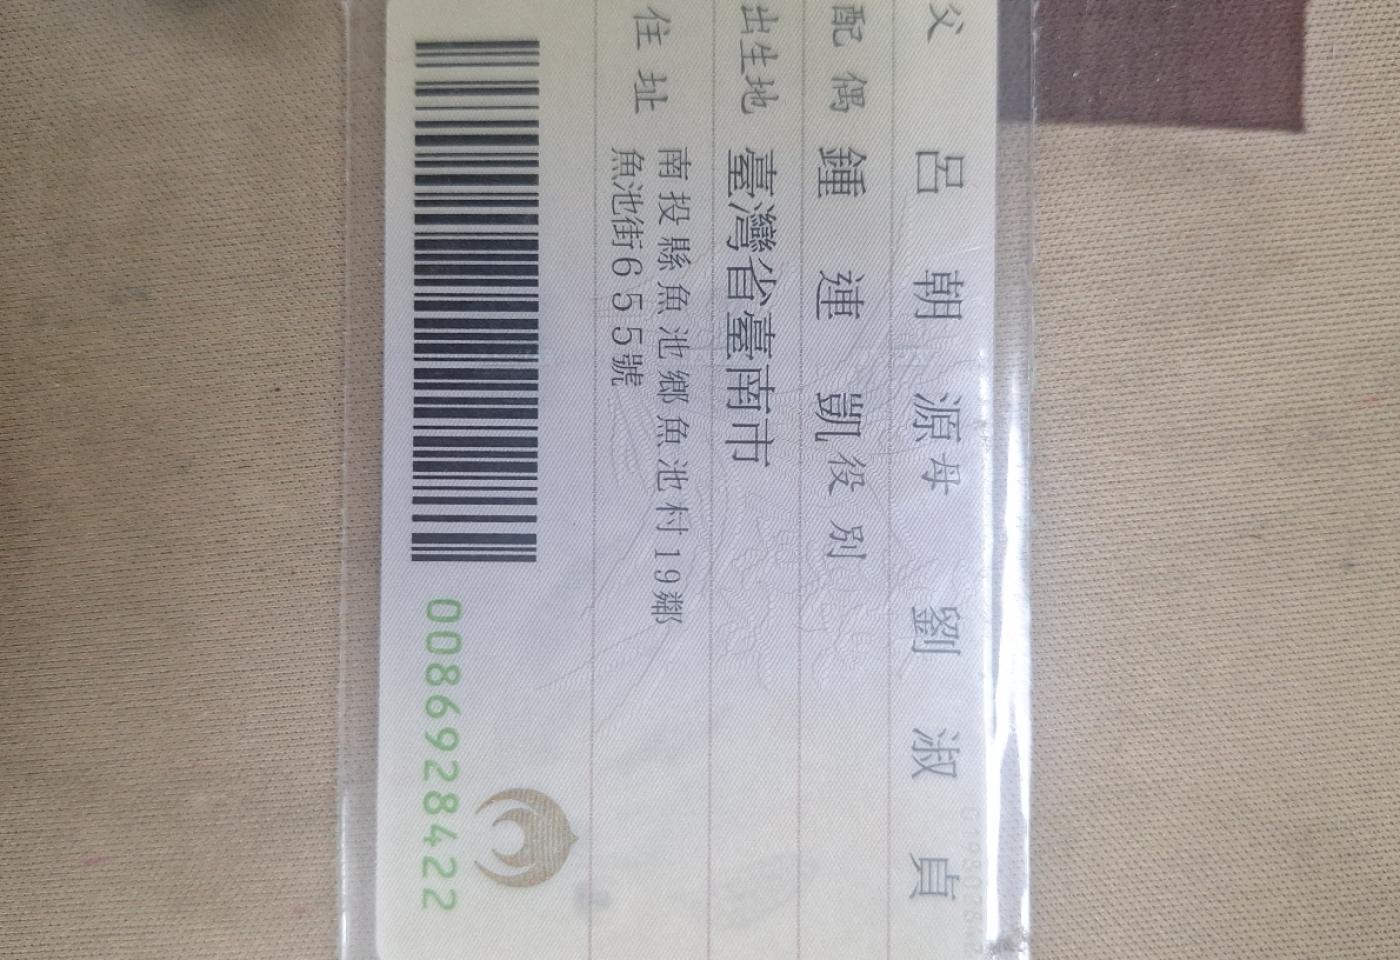 父 呂朝源 母 劉淑貞
配偶 鍾連凱 役別
出生地 臺灣省臺南市
住址 南投縣魚池鄉魚池村19鄰
魚池街655號
0086928422